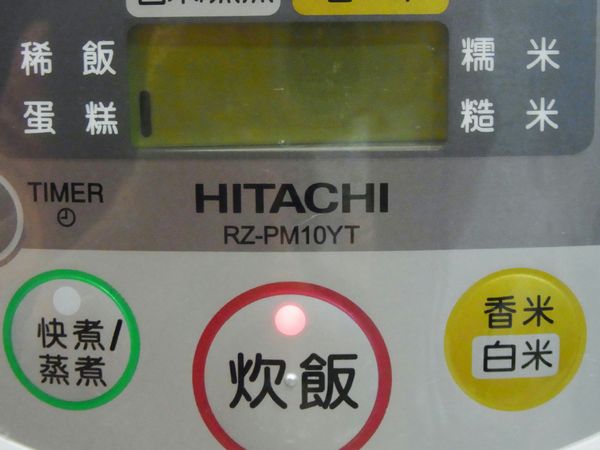 稀飯
蛋糕
糯米
糙米
TIMER
HITACHI
RZ-PM10YT
快煮/
蒸煮
炊飯
香米
白米